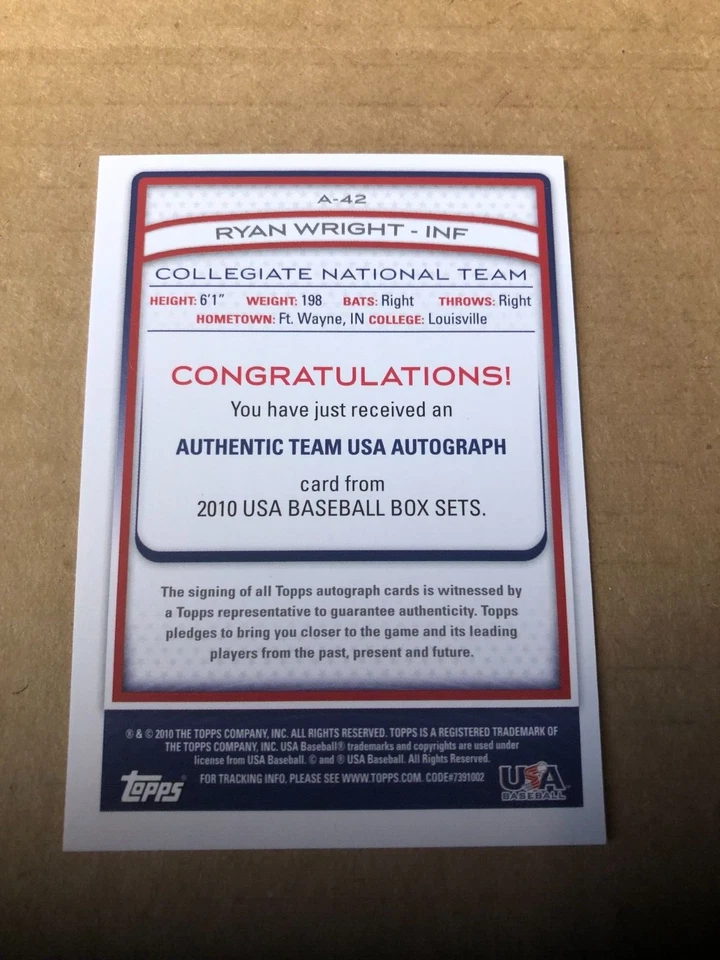 A-42
RYAN WRIGHT - INF
COLLEGIATE NATIONAL TEAM
HEIGHT: 6'1" WEIGHT: 198 BATS: Right THROWS: Right
HOMETOWN: Ft. Wayne, IN COLLEGE: Louisville
CONGRATULATIONS!
You have just received an
AUTHENTIC TEAM USA AUTOGRAPH
card from
2010 USA BASEBALL BOX SETS.
The signing of all Topps autograph cards is witnessed by
a Topps representative to guarantee authenticity. Topps
pledges to bring you closer to the game and its leading
players from the past, present and future.
® & © 2010 THE TOPPS COMPANY, INC. ALL RIGHTS RESERVED. TOPPS IS A REGISTERED TRADEMARK OF
THE TOPPS COMPANY, INC. USA Baseball® trademarks and copyrights are used under
license from USA Baseball. © and ® USA Baseball. All Rights Reserved.
FOR TRACKING INFO. PLEASE SEE WWW.TOPPS.COM. CODE#7391002
Topps
USA
BASEBALL